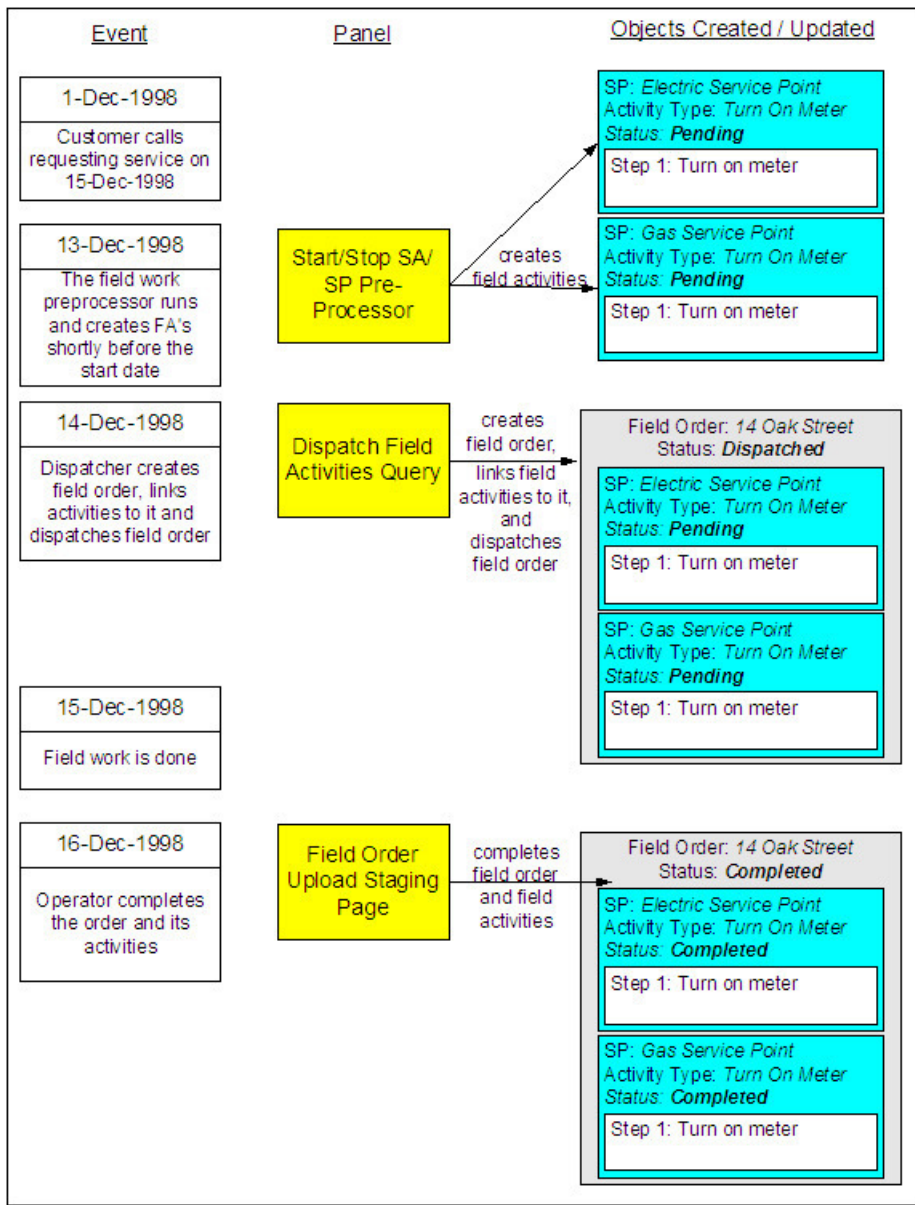 Event
Panel
Objects Created / Updated
1-Dec-1998
Customer calls
requesting service on
15-Dec-1998
SP: Electric Service Point
Activity Type: Turn On Meter
Status: Pending
Step 1: Turn on meter
13-Dec-1998
The field work
preprocessor runs
and creates FA's
shortly before the
start date
Start/Stop SA/
SP Pre-
Processor
creates
field activities
SP: Gas Service Point
Activity Type: Turn On Meter
Status: Pending
Step 1: Turn on meter
14-Dec-1998
Dispatcher creates
field order, links
activities to it and
dispatches field order
Dispatch Field
Activities Query
creates
field order,
links field
activities to it,
and
dispatches
field order
Field Order: 14 Oak Street
Status: Dispatched
SP: Electric Service Point
Activity Type: Turn On Meter
Status: Pending
Step 1: Turn on meter
SP: Gas Service Point
Activity Type: Turn On Meter
Status: Pending
Step 1: Turn on meter
15-Dec-1998
Field work is done
16-Dec-1998
Operator completes
the order and its
activities
Field Order
Upload Staging
Page
completes
field order
and field
activities
Field Order: 14 Oak Street
Status: Completed
SP: Electric Service Point
Activity Type: Turn On Meter
Status: Completed
Step 1: Turn on meter
SP: Gas Service Point
Activity Type: Turn On Meter
Status: Completed
Step 1: Turn on meter